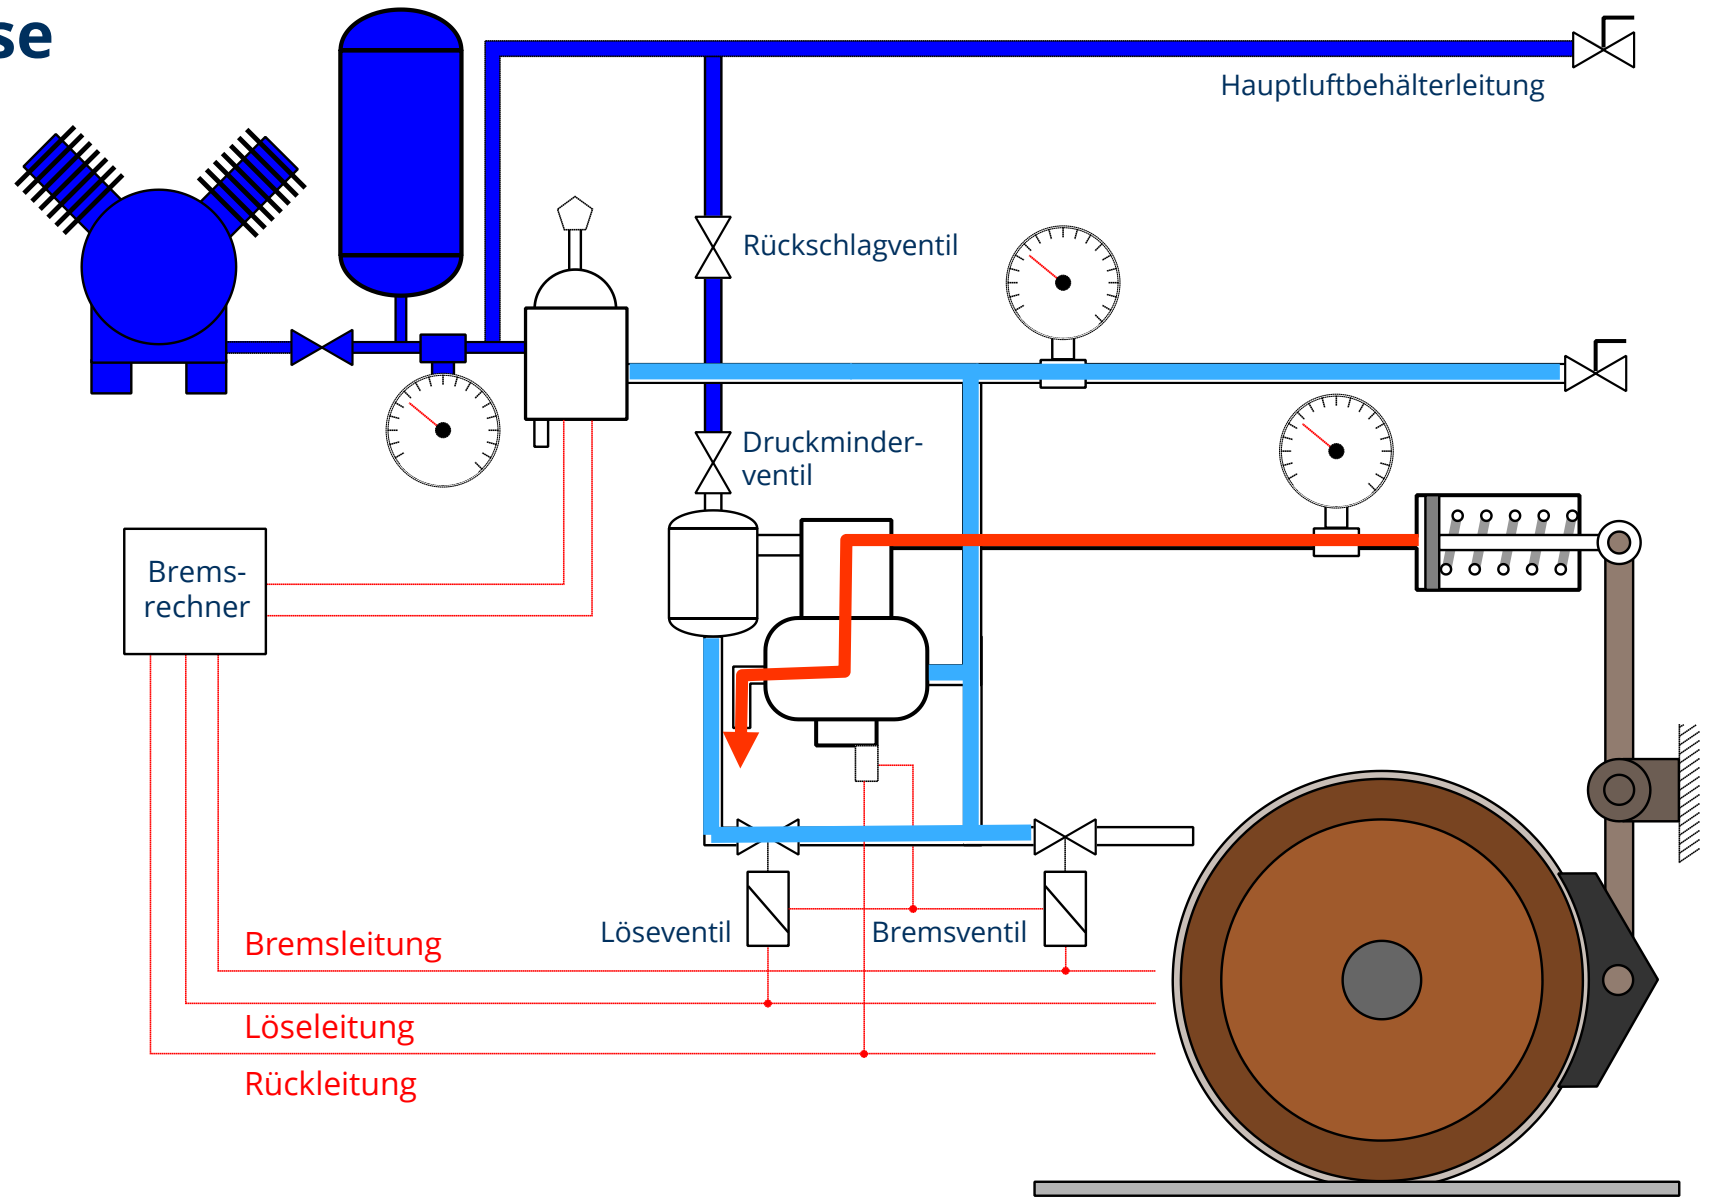 se
Hauptluftbehälterleitung
Rückschlagventil
Druckminder-
ventil
Brems-
rechner
Löseventil
Bremsventil
Bremsleitung
Löseleitung
Rückleitung